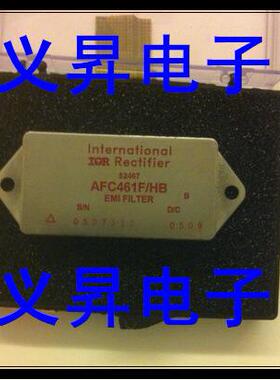 义昇电子
International
IOR Rectifier
52467
AFC461F/HB
EMI FILTER
B
S/N
D/C
0509
义昇电子